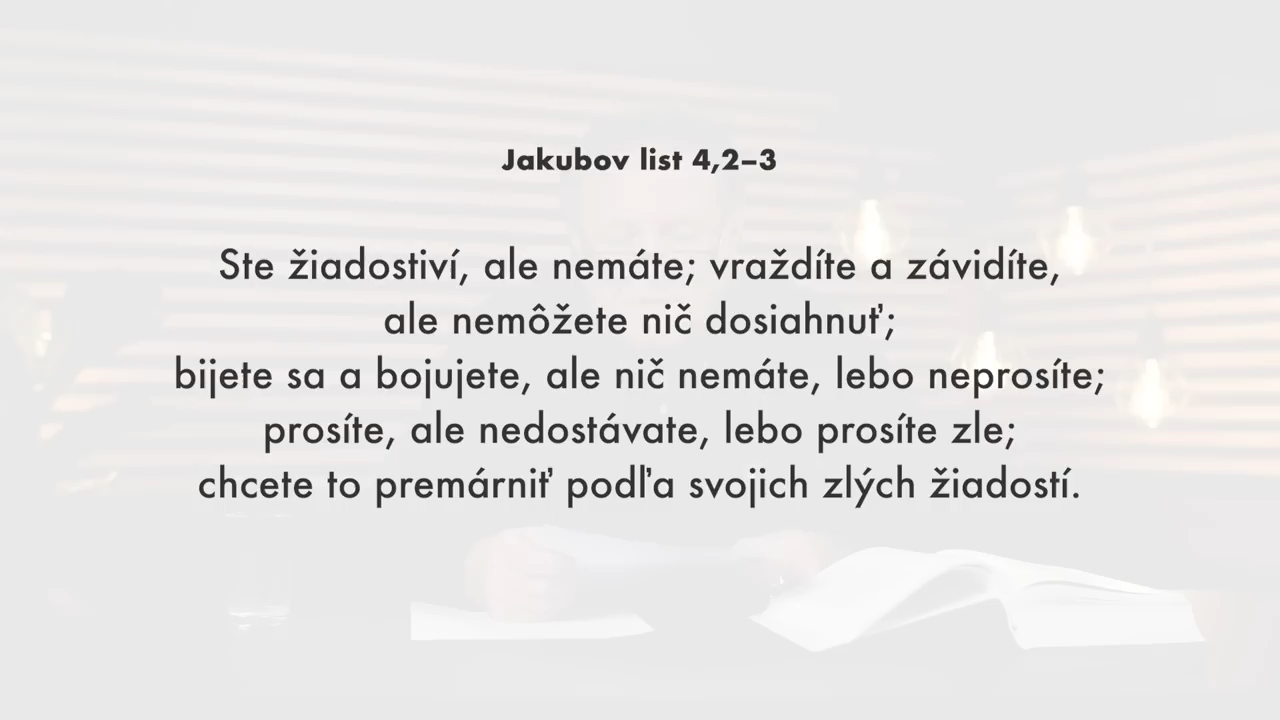 Jakubov list 4,2–3
Ste žiadostiví, ale nemáte; vraždíte a závidíte,
ale nemôžete nič dosiahnuť;
bijete sa a bojujete, ale nič nemáte, lebo neprosíte;
prosíte, ale nedostávate, lebo prosíte zle;
chcete to premárniť podľa svojich zlých žiadostí.